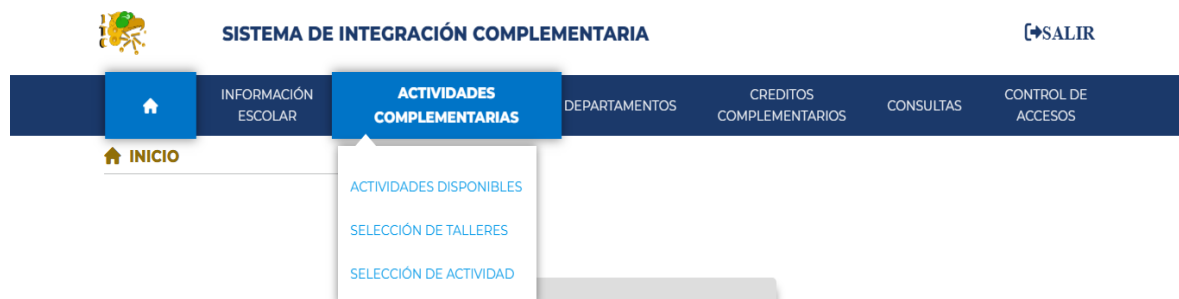 SISTEMA DE INTEGRACIÓN COMPLEMENTARIA
SALIR
INFORMACIÓN
ESCOLAR
ACTIVIDADES
COMPLEMENTARIAS
DEPARTAMENTOS
CREDITOS
COMPLEMENTARIOS
CONSULTAS
CONTROL DE
ACCESOS
INICIO
ACTIVIDADES DISPONIBLES
SELECCIÓN DE TALLERES
SELECCIÓN DE ACTIVIDAD